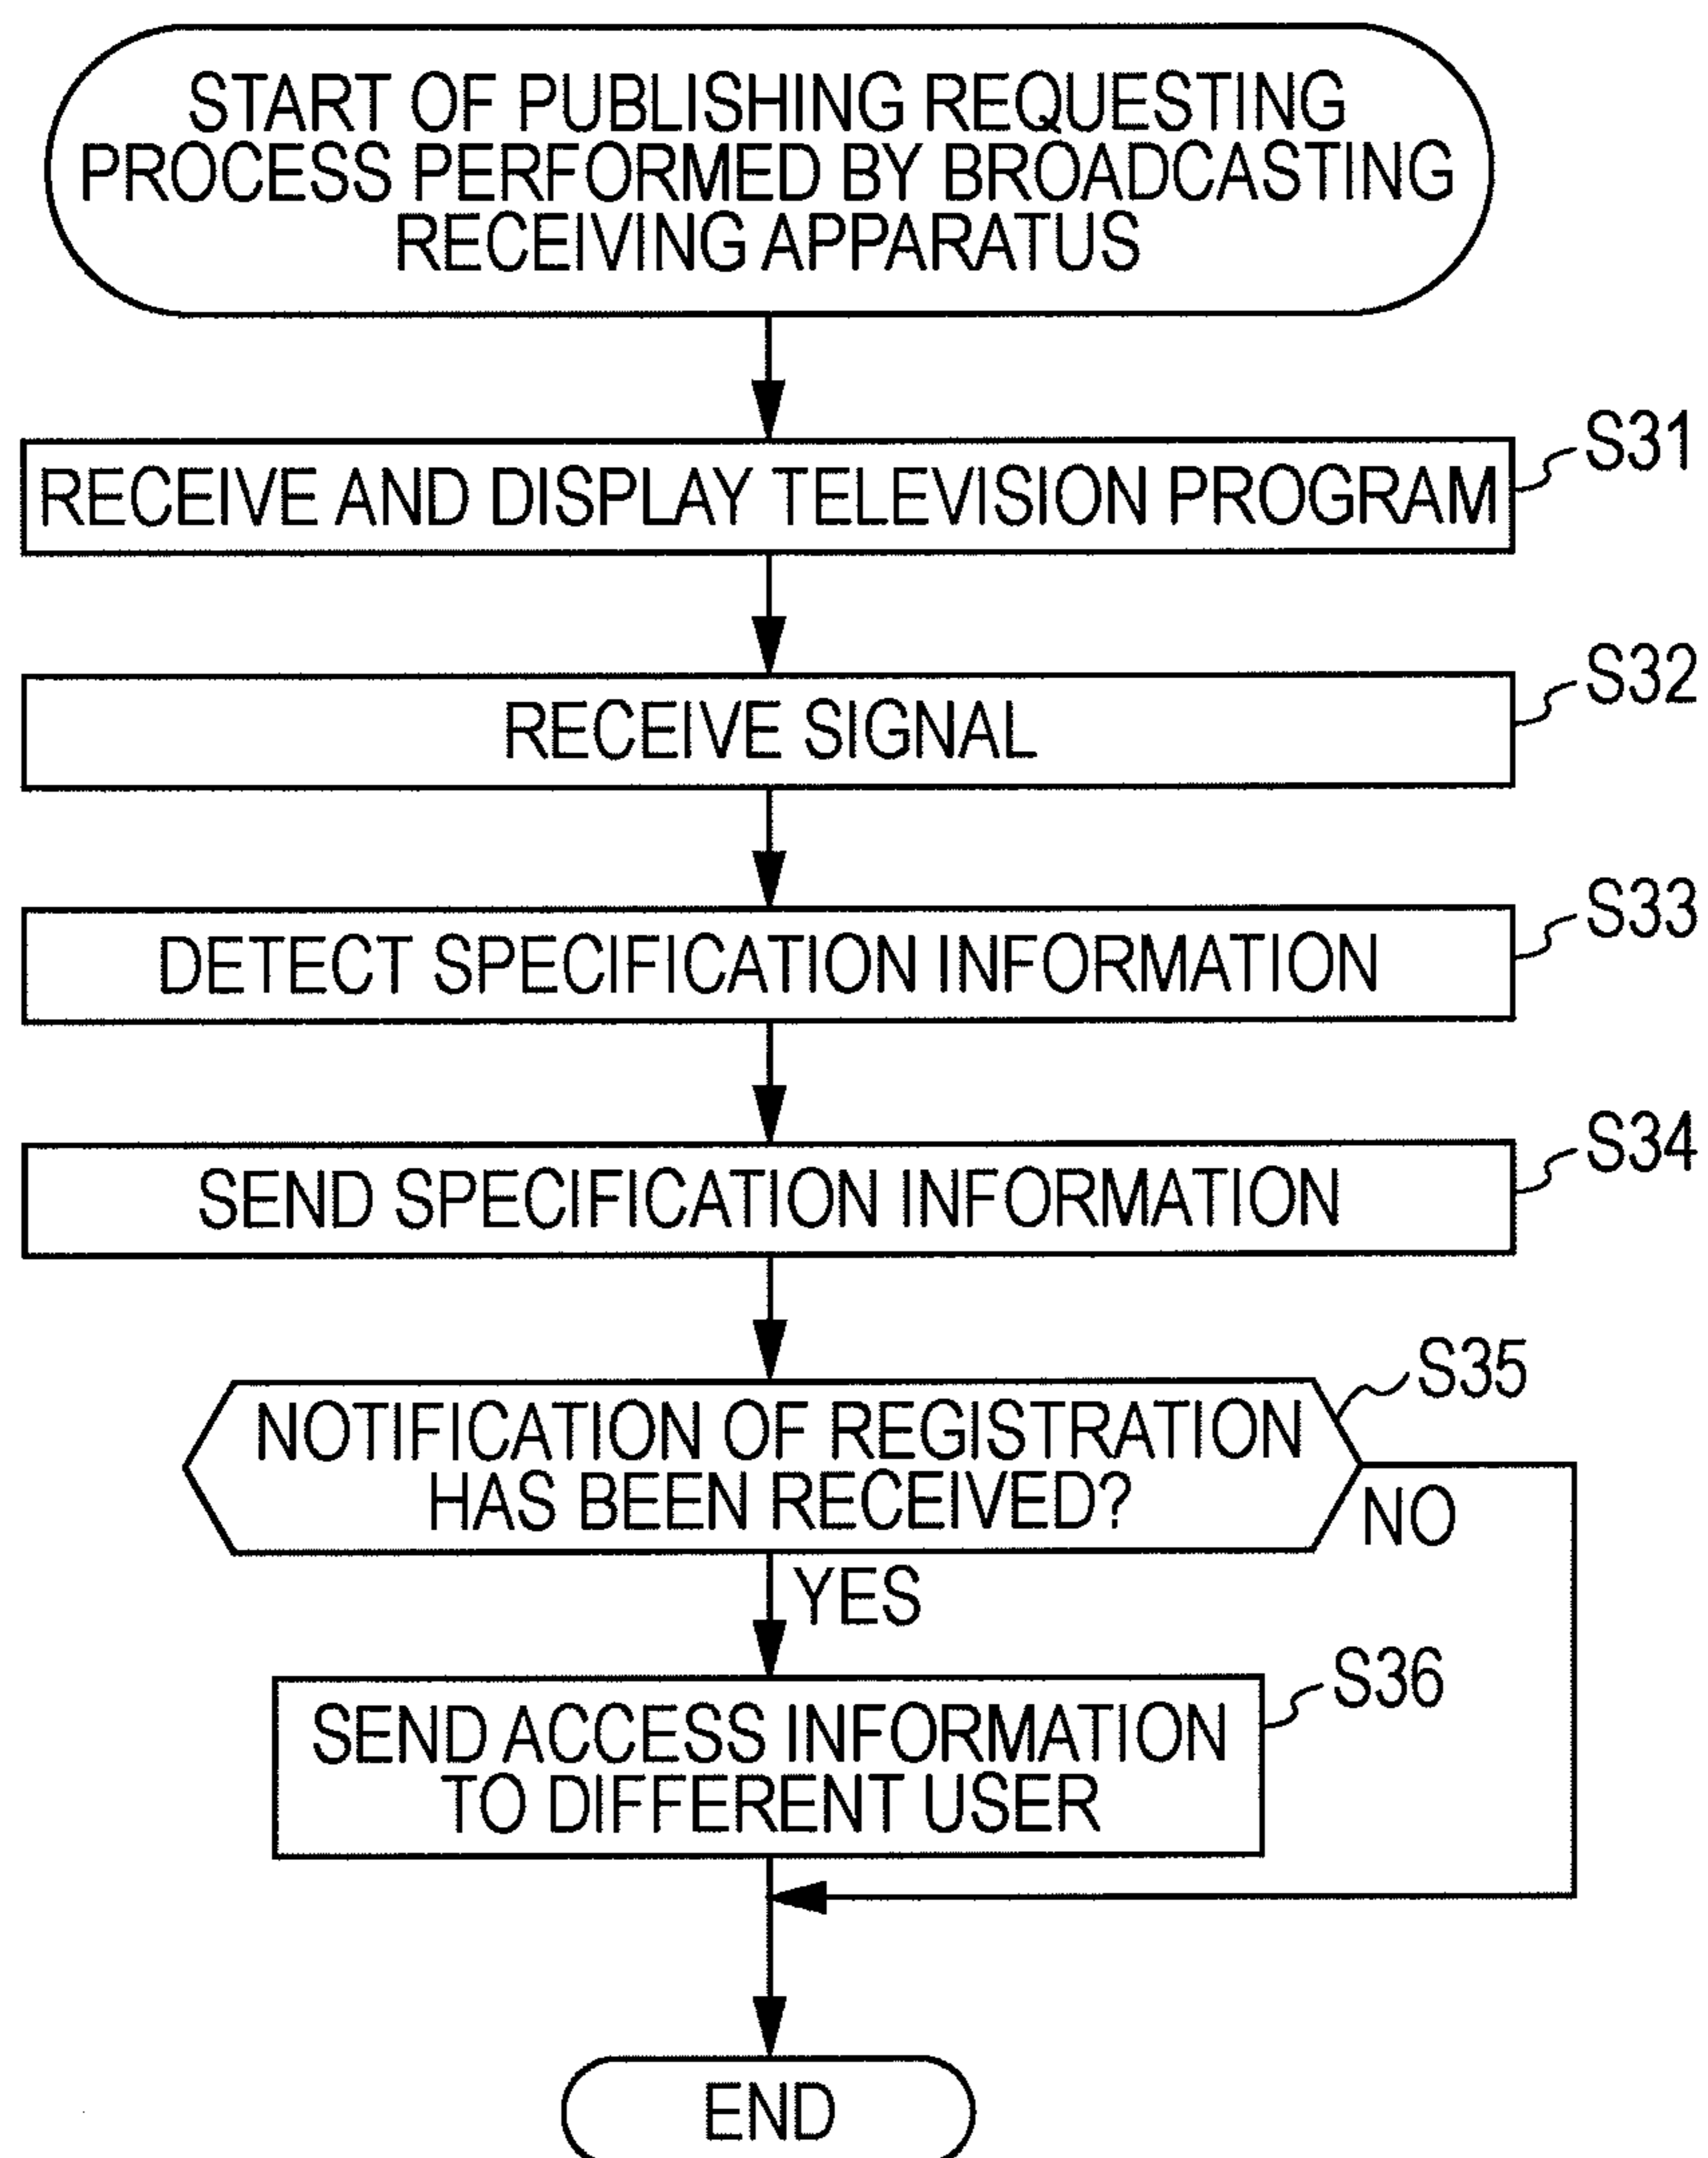 START OF PUBLISHING REQUESTING
PROCESS PERFORMED BY BROADCASTING
RECEIVING APPARATUS
S31
RECEIVE AND DISPLAY TELEVISION PROGRAM
S32
RECEIVE SIGNAL
S33
DETECT SPECIFICATION INFORMATION
S34
SEND SPECIFICATION INFORMATION
S35
NOTIFICATION OF REGISTRATION
HAS BEEN RECEIVED?
NO
YES
S36
SEND ACCESS INFORMATION
TO DIFFERENT USER
END